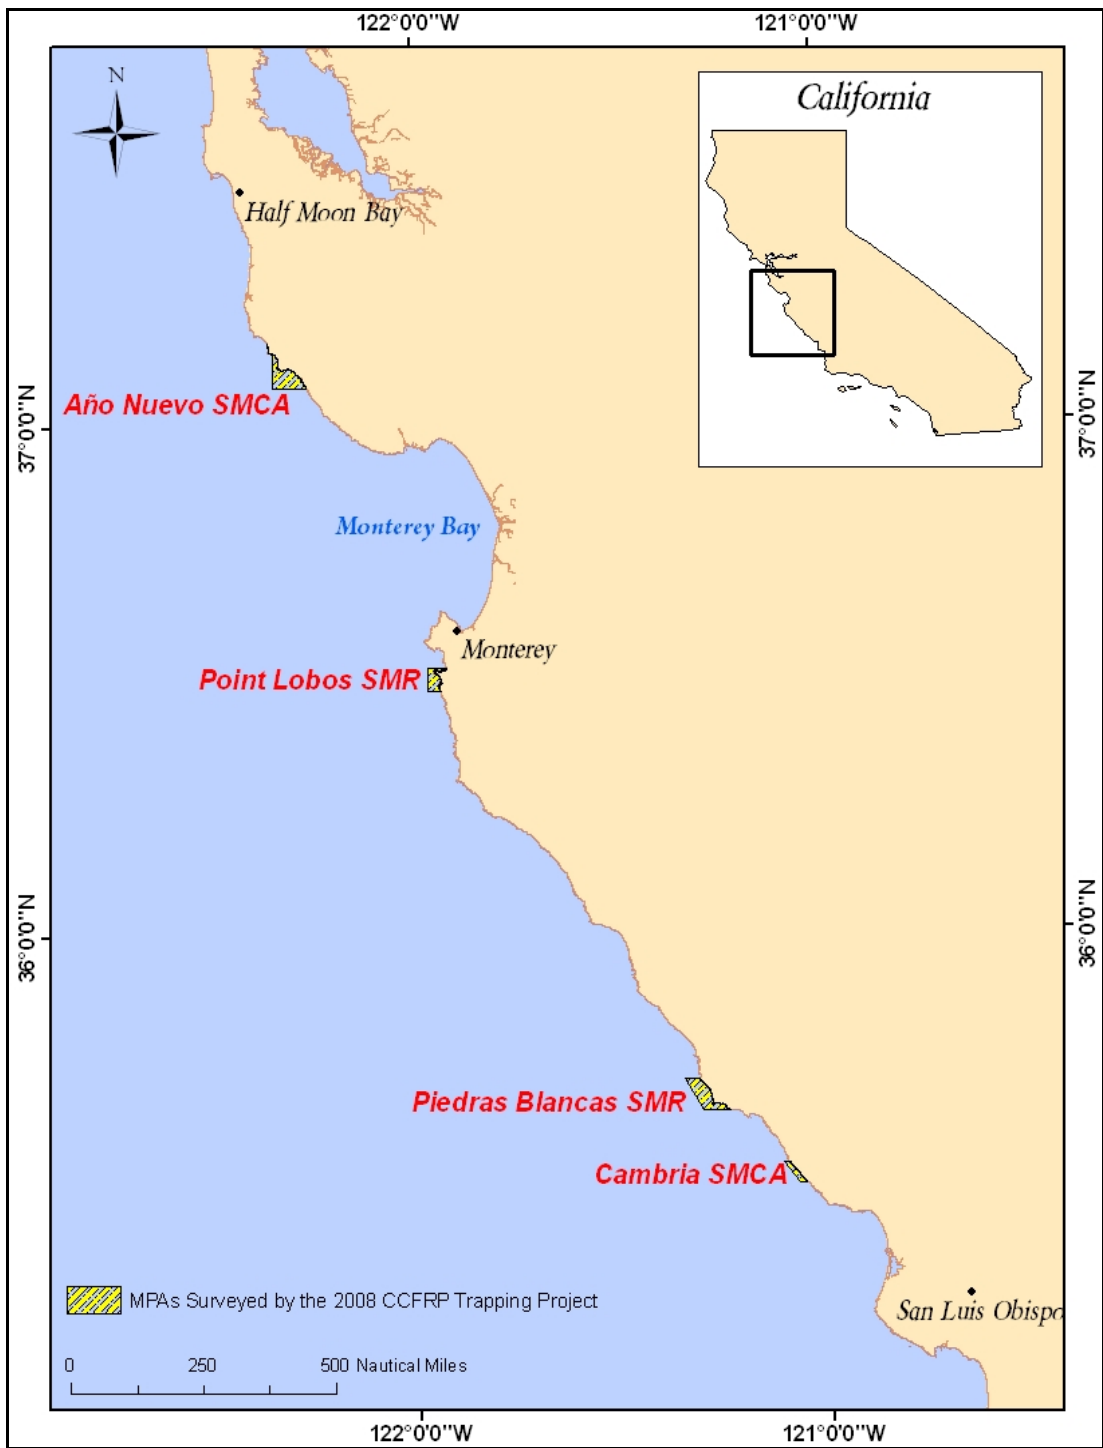 122°0'0"W
121°0'0"W
N
California
Half Moon Bay
Año Nuevo SMCA
37°0'0"N
37°0'0"N
Monterey Bay
Monterey
Point Lobos SMR
36°0'0"N
36°0'0"N
Piedras Blancas SMR
Cambria SMCA
MPAs Surveyed by the 2008 CCFRP Trapping Project
San Luis Obispo
0 250 500 Nautical Miles
122°0'0"W
121°0'0"W